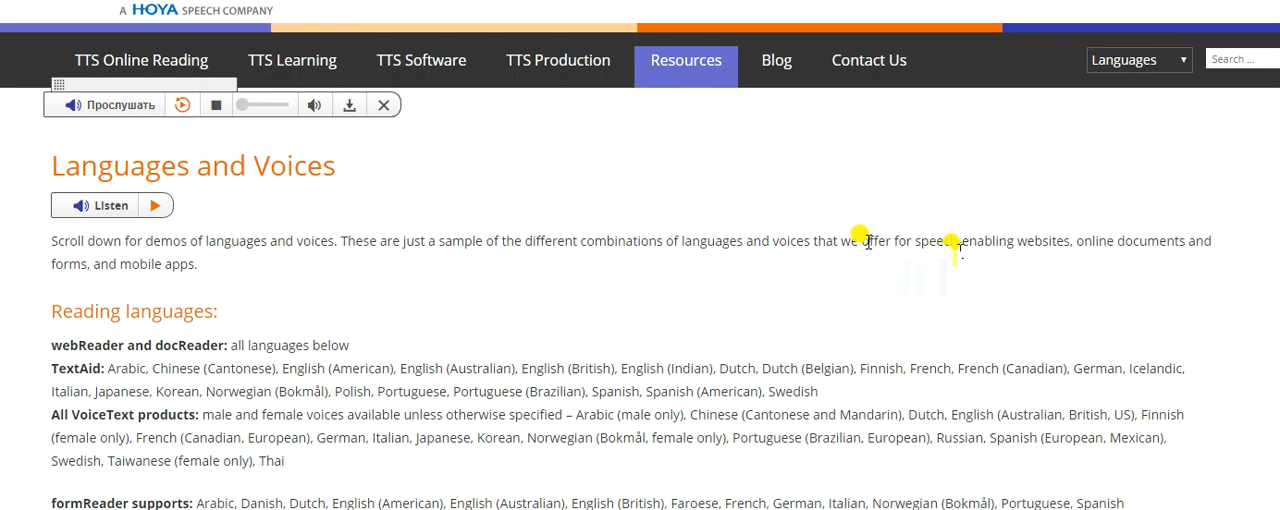 A HOYA SPEECH COMPANY
TTS Online Reading TTS Learning TTS Software TTS Production Resources Blog Contact Us Languages Search ...
Прослушать
Languages and Voices
Listen
Scroll down for demos of languages and voices. These are just a sample of the different combinations of languages and voices that we offer for speech-enabling websites, online documents and
forms, and mobile apps.
Reading languages:
webReader and docReader: all languages below
TextAid: Arabic, Chinese (Cantonese), English (American), English (Australian), English (British), English (Indian), Dutch, Dutch (Belgian), Finnish, French, French (Canadian), German, Icelandic,
Italian, Japanese, Korean, Norwegian (Bokmål), Polish, Portuguese, Portuguese (Brazilian), Spanish, Spanish (American), Swedish
All VoiceText products: male and female voices available unless otherwise specified – Arabic (male only), Chinese (Cantonese and Mandarin), Dutch, English (Australian, British, US), Finnish
(female only), French (Canadian, European), German, Italian, Japanese, Korean, Norwegian (Bokmål, female only), Portuguese (Brazilian, European), Russian, Spanish (European, Mexican),
Swedish, Taiwanese (female only), Thai
formReader supports: Arabic, Danish, Dutch, English (American), English (Australian), English (British), Faroese, French, German, Italian, Norwegian (Bokmål), Portuguese, Spanish